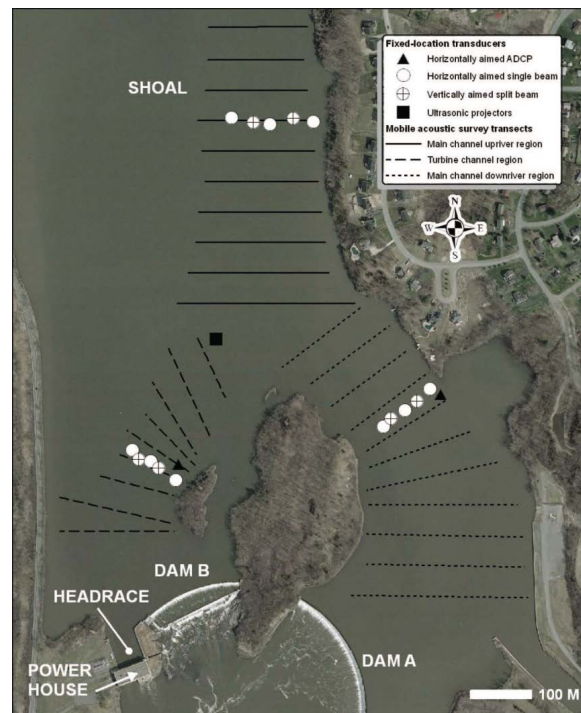 SHOAL
Fixed-location transducers
Horizontally aimed ADCP
Horizontally aimed single beam
Vertically aimed split beam
Ultrasonic projectors
Mobile acoustic survey transects
Main channel upriver region
Turbine channel region
Main channel downriver region
N
W E
S
DAM B
HEADRACE
POWER
HOUSE
DAM A
100 M